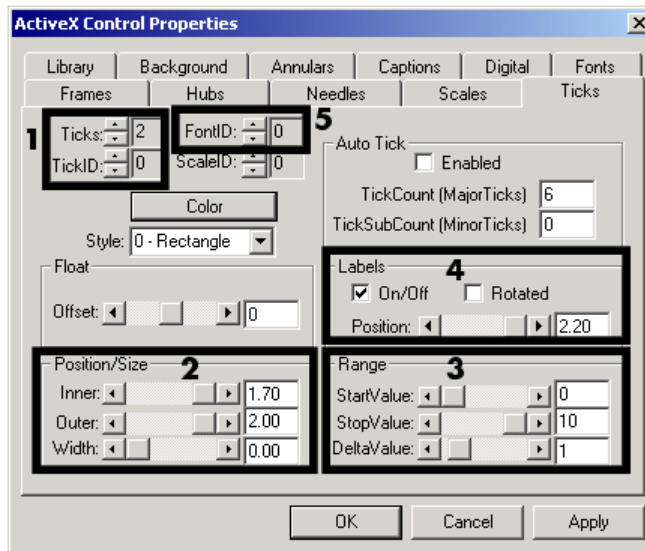 ActiveX Control Properties
Library Background Annulars Captions Digital Fonts
Frames Hubs Needles Scales Ticks
1
Ticks: 2
TickID: 0
FontID: 0
5
ScaleID: 0
Color
Style: 0 - Rectangle
Auto Tick
Enabled
TickCount (MajorTicks) 6
TickSubCount (MinorTicks) 0
Float
Offset: 0
Labels 4
On/Off Rotated
Position: 2.20
Position/Size 2
Inner: 1.70
Outer: 2.00
Width: 0.00
Range 3
StartValue: 0
StopValue: 10
DeltaValue: 1
OK Cancel Apply